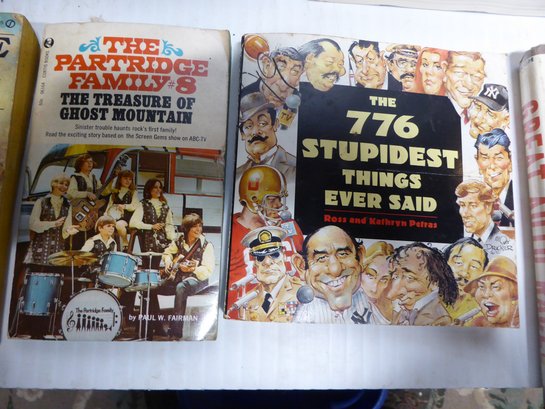 THE
PARTRIDGE
FAMILY #8
THE TREASURE OF
GHOST MOUNTAIN
Sinister trouble haunts rock's first family!
Read the exciting story based on the Screen Gems show on ABC-TV
The Partridge Family
by PAUL W. FAIRMAN
THE
776
STUPIDEST
THINGS
EVER SAID
Ross and Kathryn Petras
DRUCKER